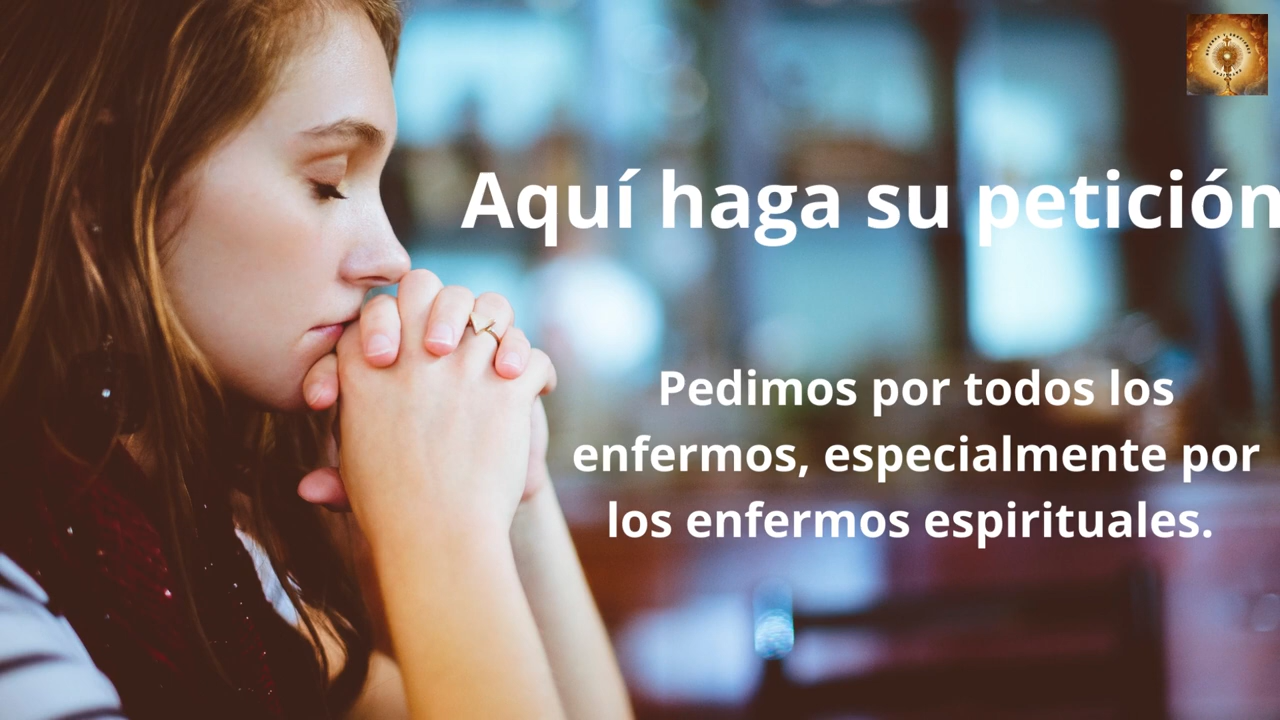 Aquí haga su petición
Pedimos por todos los
enfermos, especialmente por
los enfermos espirituales.